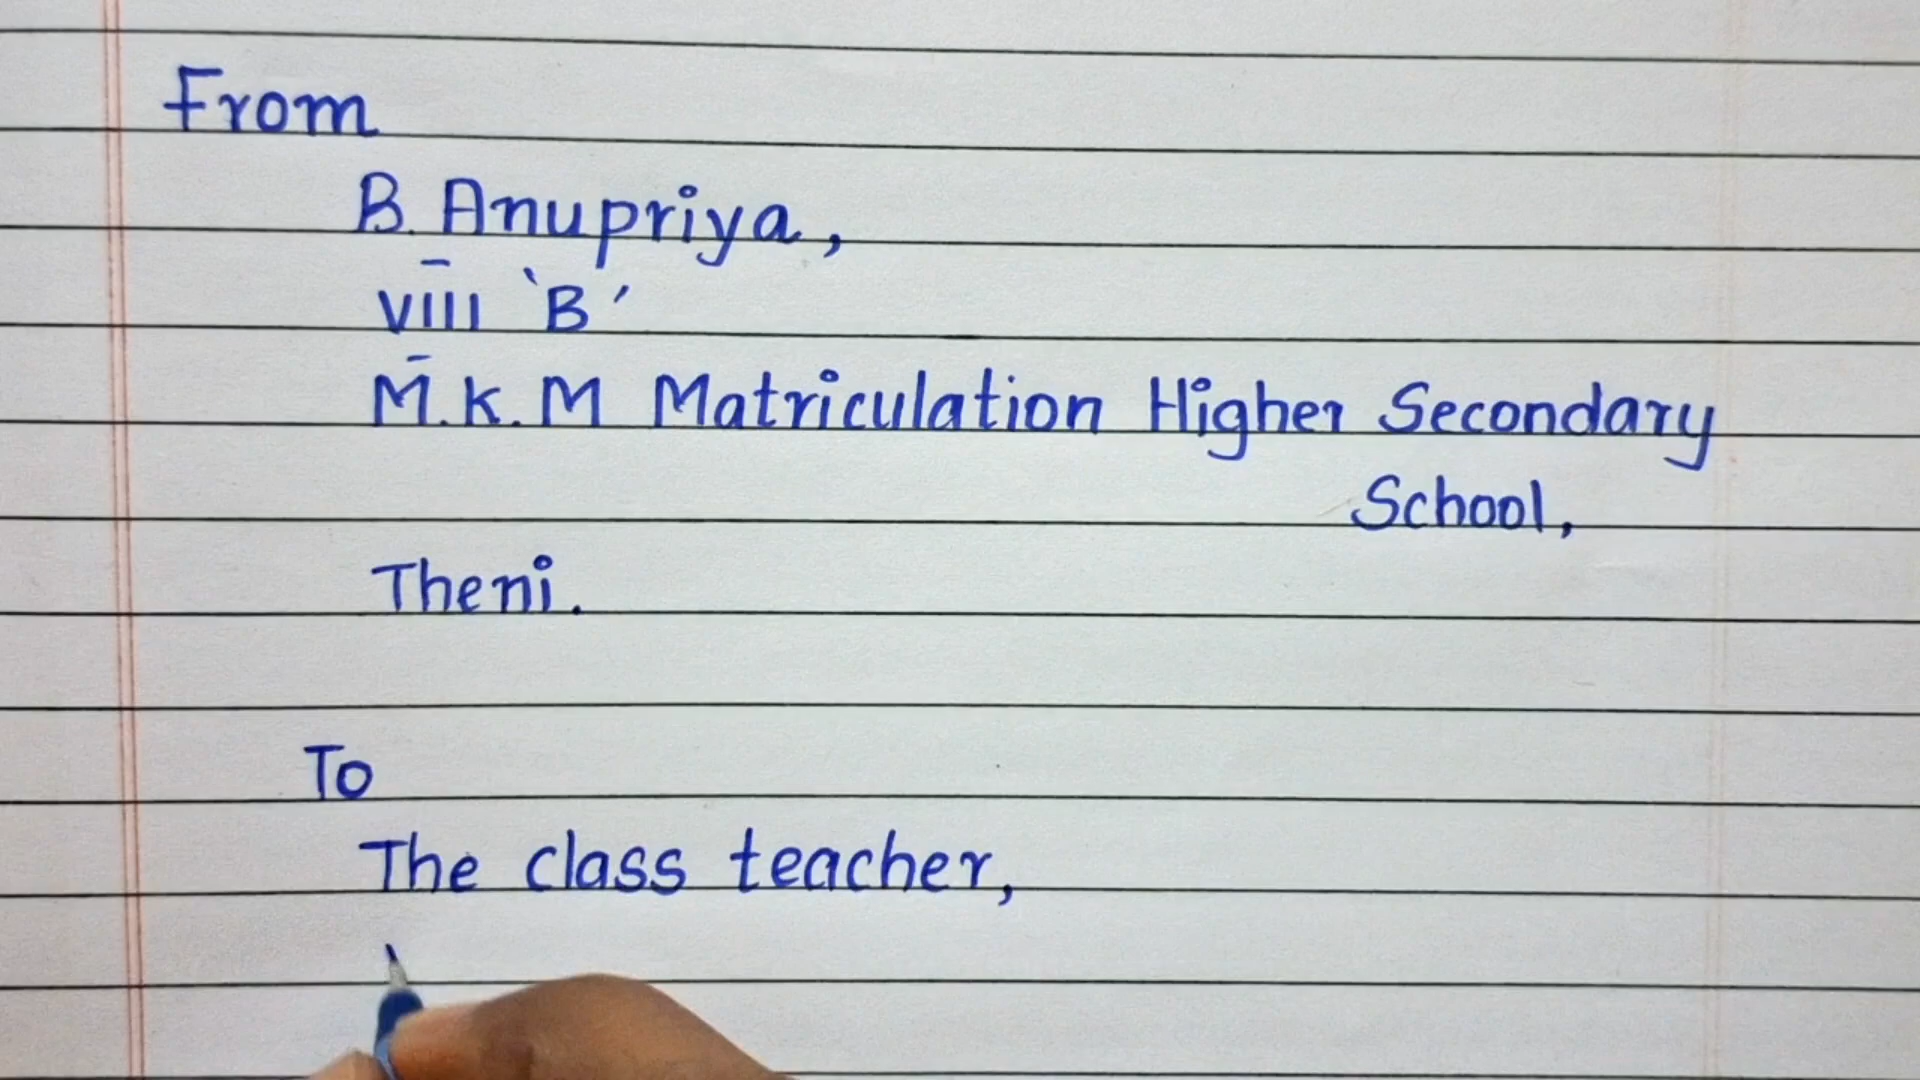 From
B. Anupriya,
VIII 'B'
M.K.M Matriculation Higher Secondary
School,
Theni.
To
The class teacher,